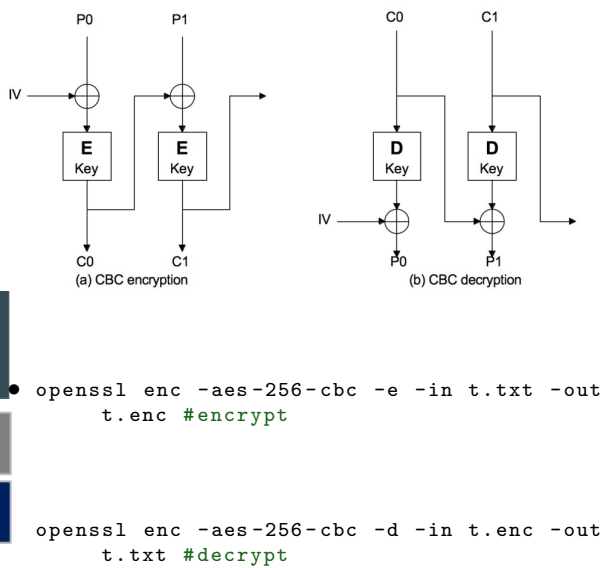 P0 P1
IV
E E
Key Key
C0 C1
(a) CBC encryption
C0 C1
D D
Key Key
IV
P0 P1
(b) CBC decryption
• openssl enc -aes-256-cbc -e -in t.txt -out
t.enc #encrypt
openssl enc -aes-256-cbc -d -in t.enc -out
t.txt #decrypt